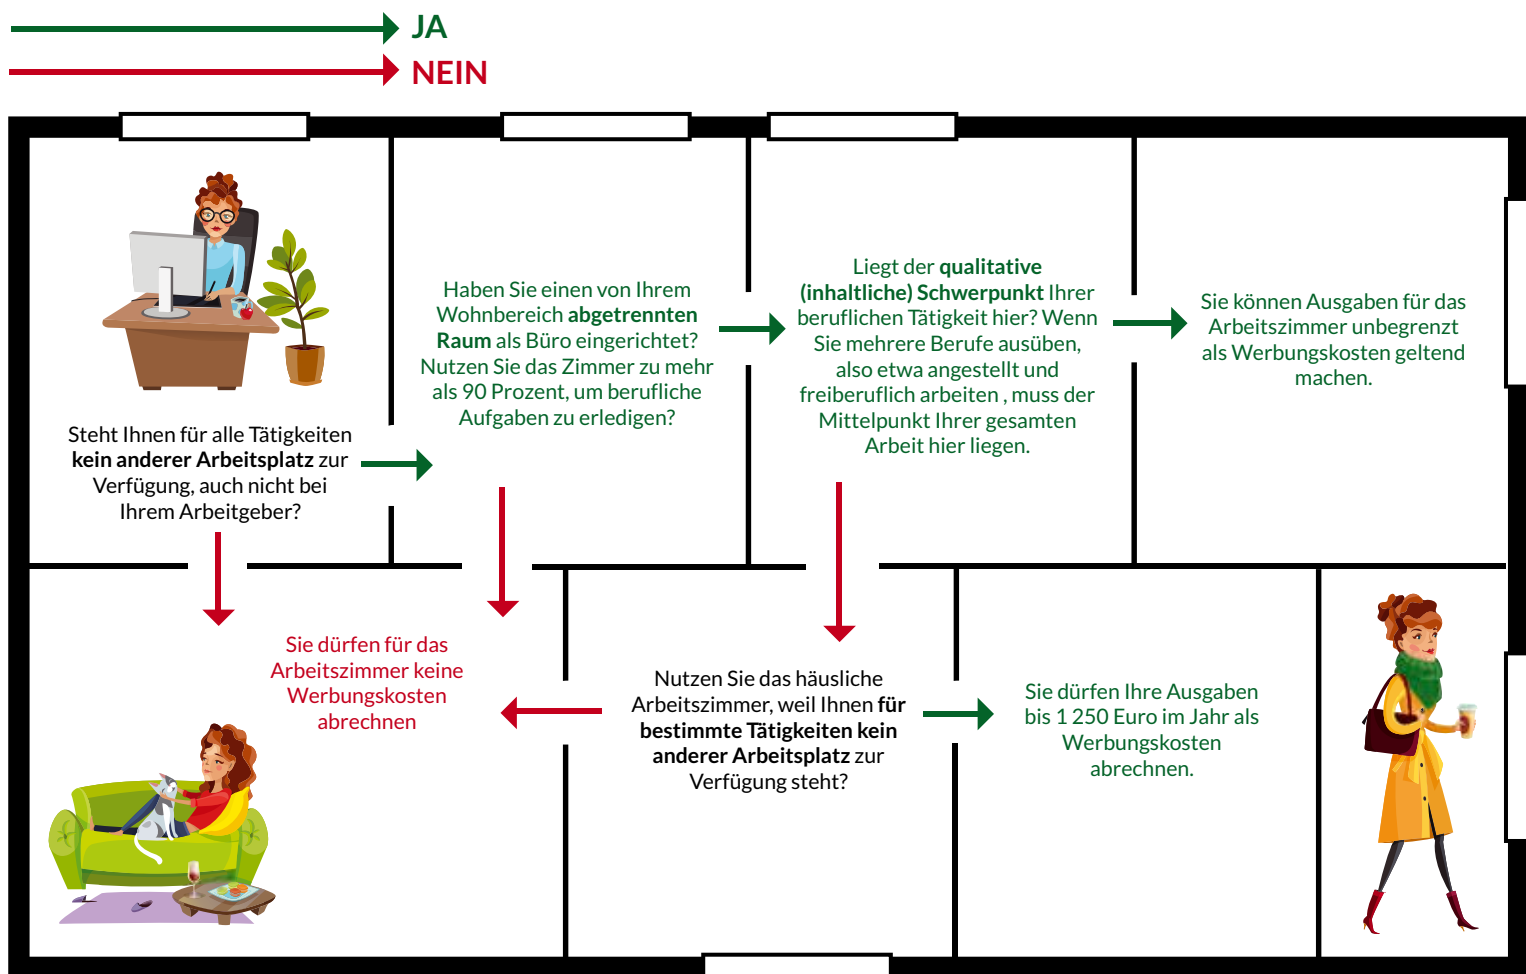 JA
NEIN
Steht Ihnen für alle Tätigkeiten
kein anderer Arbeitsplatz zur
Verfügung, auch nicht bei
Ihrem Arbeitgeber?
Haben Sie einen von Ihrem
Wohnbereich abgetrennten
Raum als Büro eingerichtet?
Nutzen Sie das Zimmer zu mehr
als 90 Prozent, um berufliche
Aufgaben zu erledigen?
Liegt der qualitative
(inhaltliche) Schwerpunkt Ihrer
beruflichen Tätigkeit hier? Wenn
Sie mehrere Berufe ausüben,
also etwa angestellt und
freiberuflich arbeiten , muss der
Mittelpunkt Ihrer gesamten
Arbeit hier liegen.
Sie können Ausgaben für das
Arbeitszimmer unbegrenzt
als Werbungskosten geltend
machen.
Sie dürfen für das
Arbeitszimmer keine
Werbungskosten
abrechnen
Nutzen Sie das häusliche
Arbeitszimmer, weil Ihnen für
bestimmte Tätigkeiten kein
anderer Arbeitsplatz zur
Verfügung steht?
Sie dürfen Ihre Ausgaben
bis 1 250 Euro im Jahr als
Werbungskosten
abrechnen.